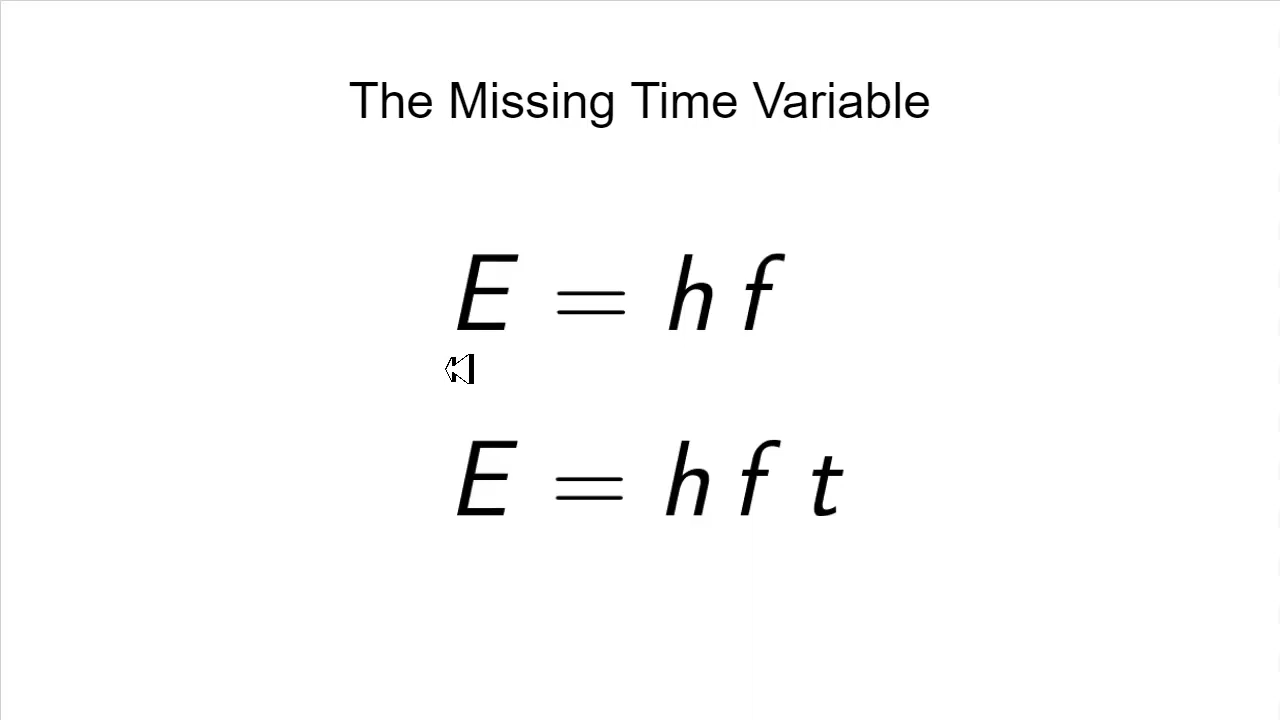 The Missing Time Variable
E = h f
E = h f t